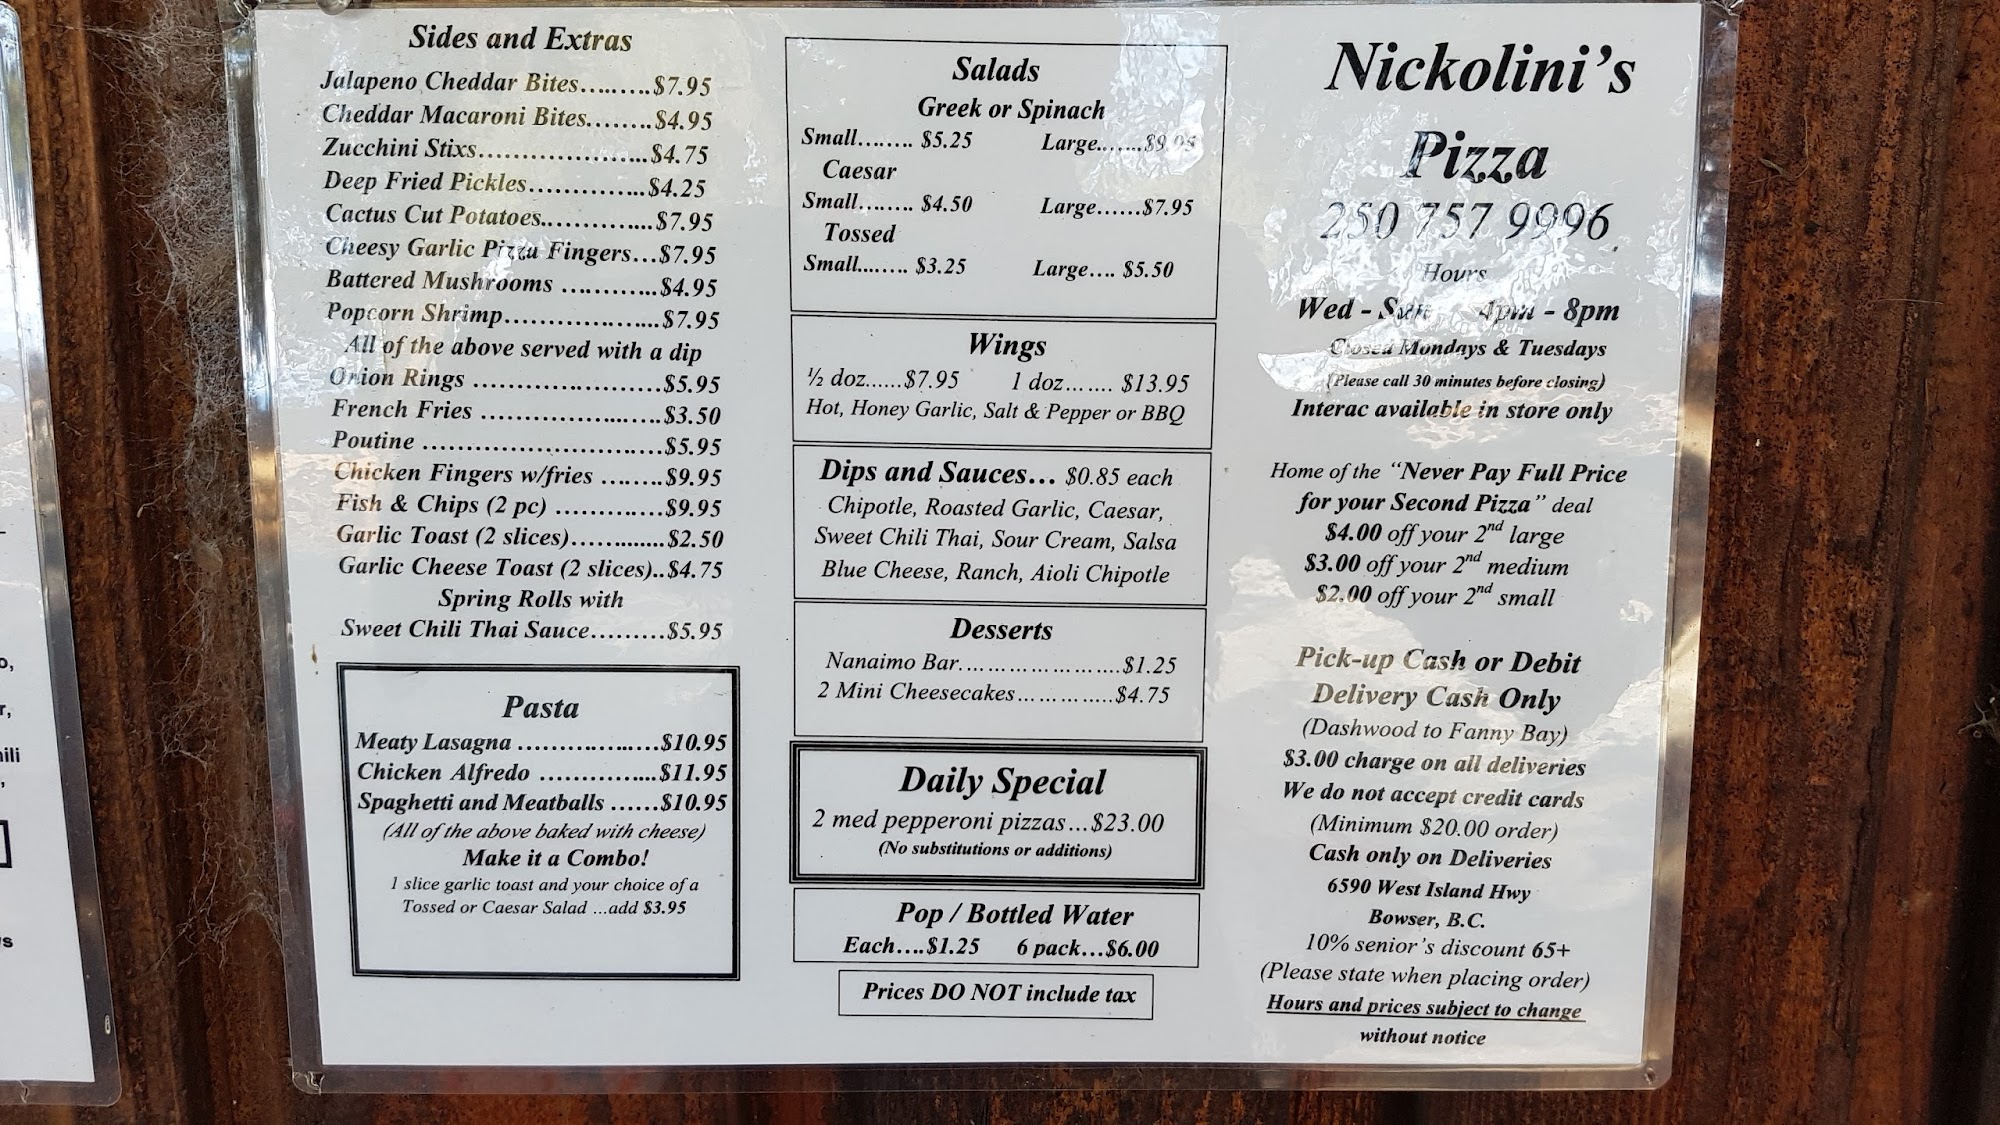 Sides and Extras
Jalapeno Cheddar Bites.........$7.95
Cheddar Macaroni Bites........$4.95
Zucchini Stixs.....................$4.75
Deep Fried Pickles..............$4.25
Cactus Cut Potatoes..............$7.95
Cheesy Garlic Pizza Fingers...$7.95
Battered Mushrooms ............$4.95
Popcorn Shrimp...................$7.95
All of the above served with a dip
Onion Rings .......................$5.95
French Fries ......................$3.50
Poutine .............................$5.95
Chicken Fingers w/fries ........$9.95
Fish & Chips (2 pc) .............$9.95
Garlic Toast (2 slices).............$2.50
Garlic Cheese Toast (2 slices)..$4.75
Spring Rolls with
Sweet Chili Thai Sauce.........$5.95
Pasta
Meaty Lasagna .................$10.95
Chicken Alfredo ...............$11.95
Spaghetti and Meatballs ......$10.95
(All of the above baked with cheese)
Make it a Combo!
1 slice garlic toast and your choice of a
Tossed or Caesar Salad ...add $3.95
Salads
Greek or Spinach
Small........ $5.25 Large........
Caesar
Small........ $4.50 Large......$7.95
Tossed
Small........ $3.25 Large.... $5.50
Wings
½ doz......$7.95 1 doz....... $13.95
Hot, Honey Garlic, Salt & Pepper or BBQ
Dips and Sauces... $0.85 each
Chipotle, Roasted Garlic, Caesar,
Sweet Chili Thai, Sour Cream, Salsa
Blue Cheese, Ranch, Aioli Chipotle
Desserts
Nanaimo Bar.....................$1.25
2 Mini Cheesecakes..............$4.75
Daily Special
2 med pepperoni pizzas...$23.00
(No substitutions or additions)
Pop / Bottled Water
Each....$1.25 6 pack...$6.00
Prices DO NOT include tax
Nickolini's
Pizza
250 757 9996
Hours
Wed - Sun 4pm - 8pm
Closed Mondays & Tuesdays
(Please call 30 minutes before closing)
Interac available in store only
Home of the "Never Pay Full Price
for your Second Pizza" deal
$4.00 off your 2nd large
$3.00 off your 2nd medium
$2.00 off your 2nd small
Pick-up Cash or Debit
Delivery Cash Only
(Dashwood to Fanny Bay)
$3.00 charge on all deliveries
We do not accept credit cards
(Minimum $20.00 order)
Cash only on Deliveries
6590 West Island Hwy
Bowser, B.C.
10% senior's discount 65+
(Please state when placing order)
Hours and prices subject to change
without notice